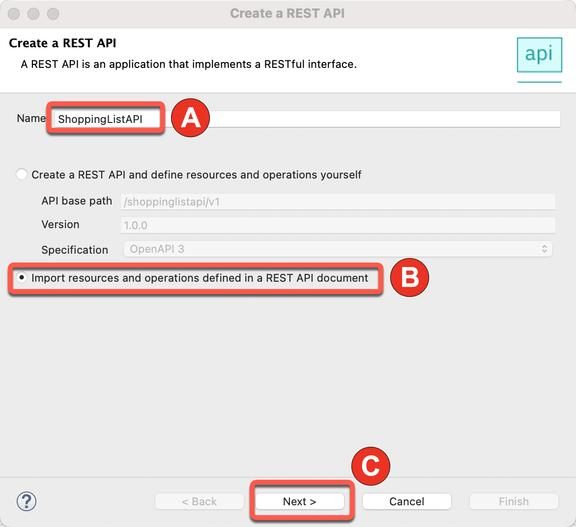 Create a REST API
Create a REST API
A REST API is an application that implements a RESTful interface.
api
Name ShoppingListAPI A
Create a REST API and define resources and operations yourself
API base path /shoppinglistapi/v1
Version 1.0.0
Specification OpenAPI 3
Import resources and operations defined in a REST API document B
C
? < Back Next > Cancel Finish